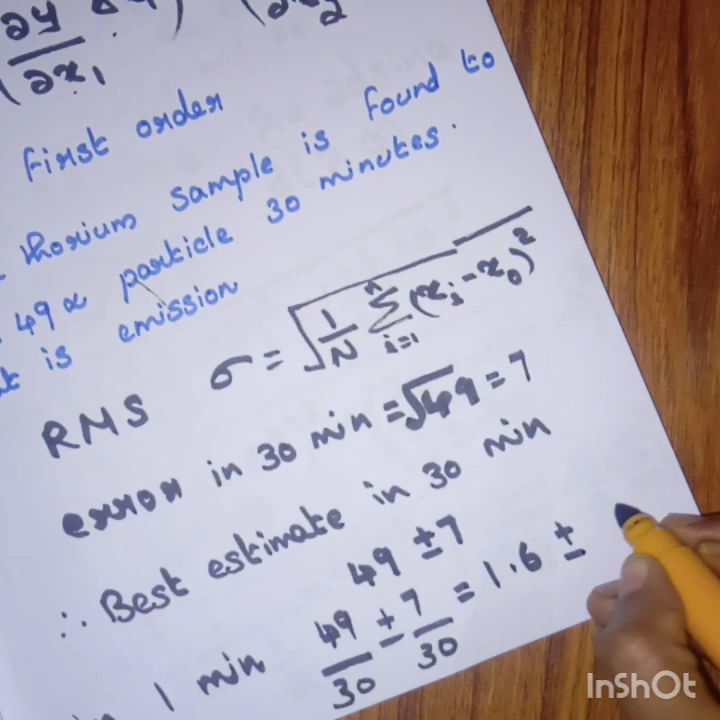 ∂y
∂x₁
∂
2
first order
thorium sample is found to
49 α particle 30 minutes.
is emission
RMS σ = √(1/N ∑ᵢ₌₁ⁿ (xᵢ - x₀)²)
error in 30 min = √49 = 7
∴ Best estimate in 30 min
49 ± 7
1 min 49/30 ± 7/30 = 1.6 ±
InShOt